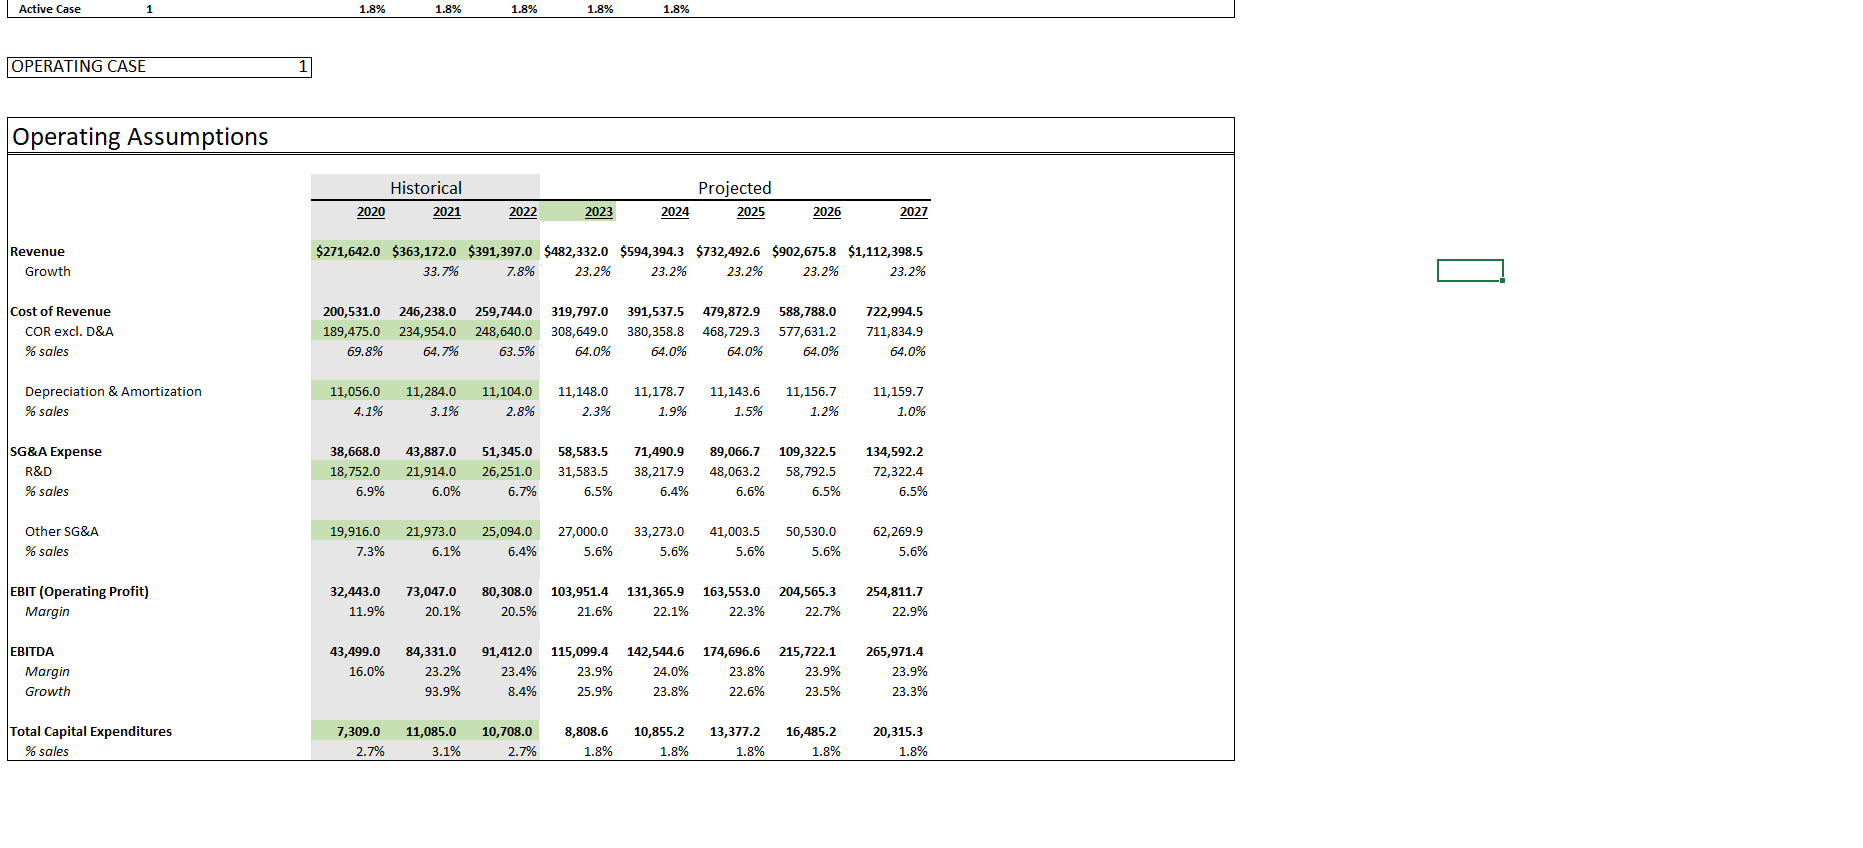 Active Case 1 1.8% 1.8% 1.8% 1.8% 1.8%
OPERATING CASE 1
Operating Assumptions
Historical Projected
2020 2021 2022 2023 2024 2025 2026 2027
Revenue $271,642.0 $363,172.0 $391,397.0 $482,332.0 $594,394.3 $732,492.6 $902,675.8 $1,112,398.5
Growth 33.7% 7.8% 23.2% 23.2% 23.2% 23.2% 23.2%
Cost of Revenue 200,531.0 246,238.0 259,744.0 319,797.0 391,537.5 479,872.9 588,788.0 722,994.5
COR excl. D&A 189,475.0 234,954.0 248,640.0 308,649.0 380,358.8 468,729.3 577,631.2 711,834.9
% sales 69.8% 64.7% 63.5% 64.0% 64.0% 64.0% 64.0% 64.0%
Depreciation & Amortization 11,056.0 11,284.0 11,104.0 11,148.0 11,178.7 11,143.6 11,156.7 11,159.7
% sales 4.1% 3.1% 2.8% 2.3% 1.9% 1.5% 1.2% 1.0%
SG&A Expense 38,668.0 43,887.0 51,345.0 58,583.5 71,490.9 89,066.7 109,322.5 134,592.2
R&D 18,752.0 21,914.0 26,251.0 31,583.5 38,217.9 48,063.2 58,792.5 72,322.4
% sales 6.9% 6.0% 6.7% 6.5% 6.4% 6.6% 6.5% 6.5%
Other SG&A 19,916.0 21,973.0 25,094.0 27,000.0 33,273.0 41,003.5 50,530.0 62,269.9
% sales 7.3% 6.1% 6.4% 5.6% 5.6% 5.6% 5.6% 5.6%
EBIT (Operating Profit) 32,443.0 73,047.0 80,308.0 103,951.4 131,365.9 163,553.0 204,565.3 254,811.7
Margin 11.9% 20.1% 20.5% 21.6% 22.1% 22.3% 22.7% 22.9%
EBITDA 43,499.0 84,331.0 91,412.0 115,099.4 142,544.6 174,696.6 215,722.1 265,971.4
Margin 16.0% 23.2% 23.4% 23.9% 24.0% 23.8% 23.9% 23.9%
Growth 93.9% 8.4% 25.9% 23.8% 22.6% 23.5% 23.3%
Total Capital Expenditures 7,309.0 11,085.0 10,708.0 8,808.6 10,855.2 13,377.2 16,485.2 20,315.3
% sales 2.7% 3.1% 2.7% 1.8% 1.8% 1.8% 1.8% 1.8%